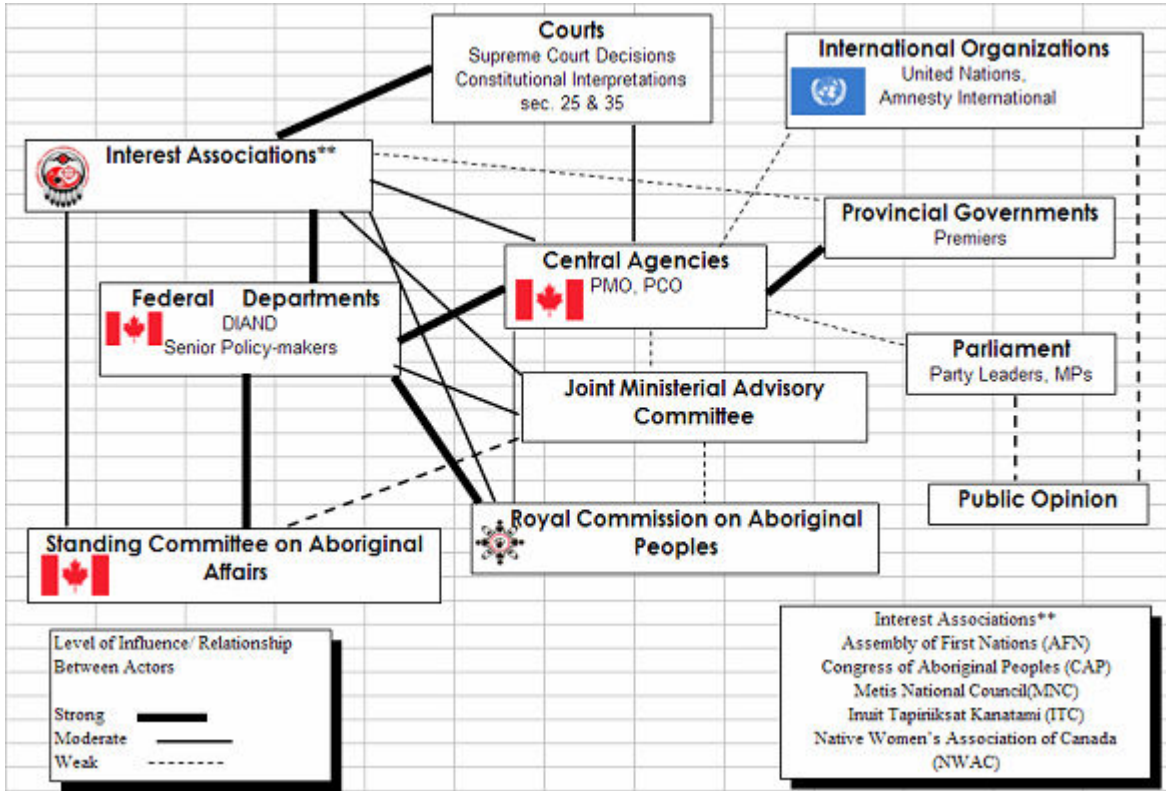 Courts
Supreme Court Decisions
Constitutional Interpretations
sec. 25 & 35
International Organizations
United Nations,
Amnesty International
Interest Associations**
Provincial Governments
Premiers
Central Agencies
PMO, PCO
Federal Departments
DIAND
Senior Policy-makers
Parliament
Party Leaders, MPs
Joint Ministerial Advisory
Committee
Public Opinion
Royal Commission on Aboriginal
Peoples
Standing Committee on Aboriginal
Affairs
Level of Influence/ Relationship
Between Actors
Strong
Moderate
Weak
Interest Associations**
Assembly of First Nations (AFN)
Congress of Aboriginal Peoples (CAP)
Metis National Council(MNC)
Inuit Tapiriiksat Kanatami (ITC)
Native Women's Association of Canada
(NWAC)